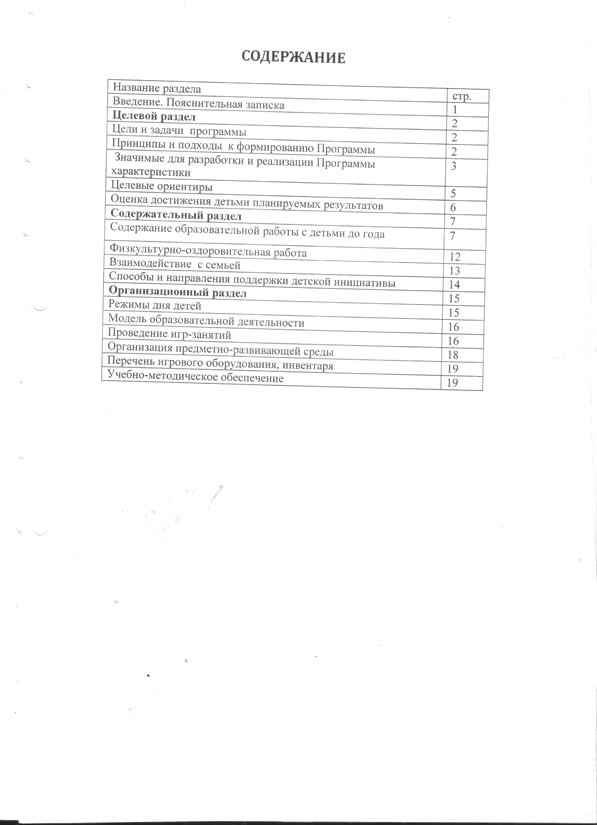 СОДЕРЖАНИЕ
Название раздела стр.
Введение. Пояснительная записка 1
Целевой раздел 2
Цели и задачи программы 2
Принципы и подходы к формированию Программы 2
Значимые для разработки и реализации Программы 3
характеристики
Целевые ориентиры 5
Оценка достижения детьми планируемых результатов 6
Содержательный раздел 7
Содержание образовательной работы с детьми до года 7
Физкультурно-оздоровительная работа 12
Взаимодействие с семьей 13
Способы и направления поддержки детской инициативы 14
Организационный раздел 15
Режимы дня детей 15
Модель образовательной деятельности 16
Проведение игр-занятий 16
Организация предметно-развивающей среды 18
Перечень игрового оборудования, инвентаря 19
Учебно-методическое обеспечение 19